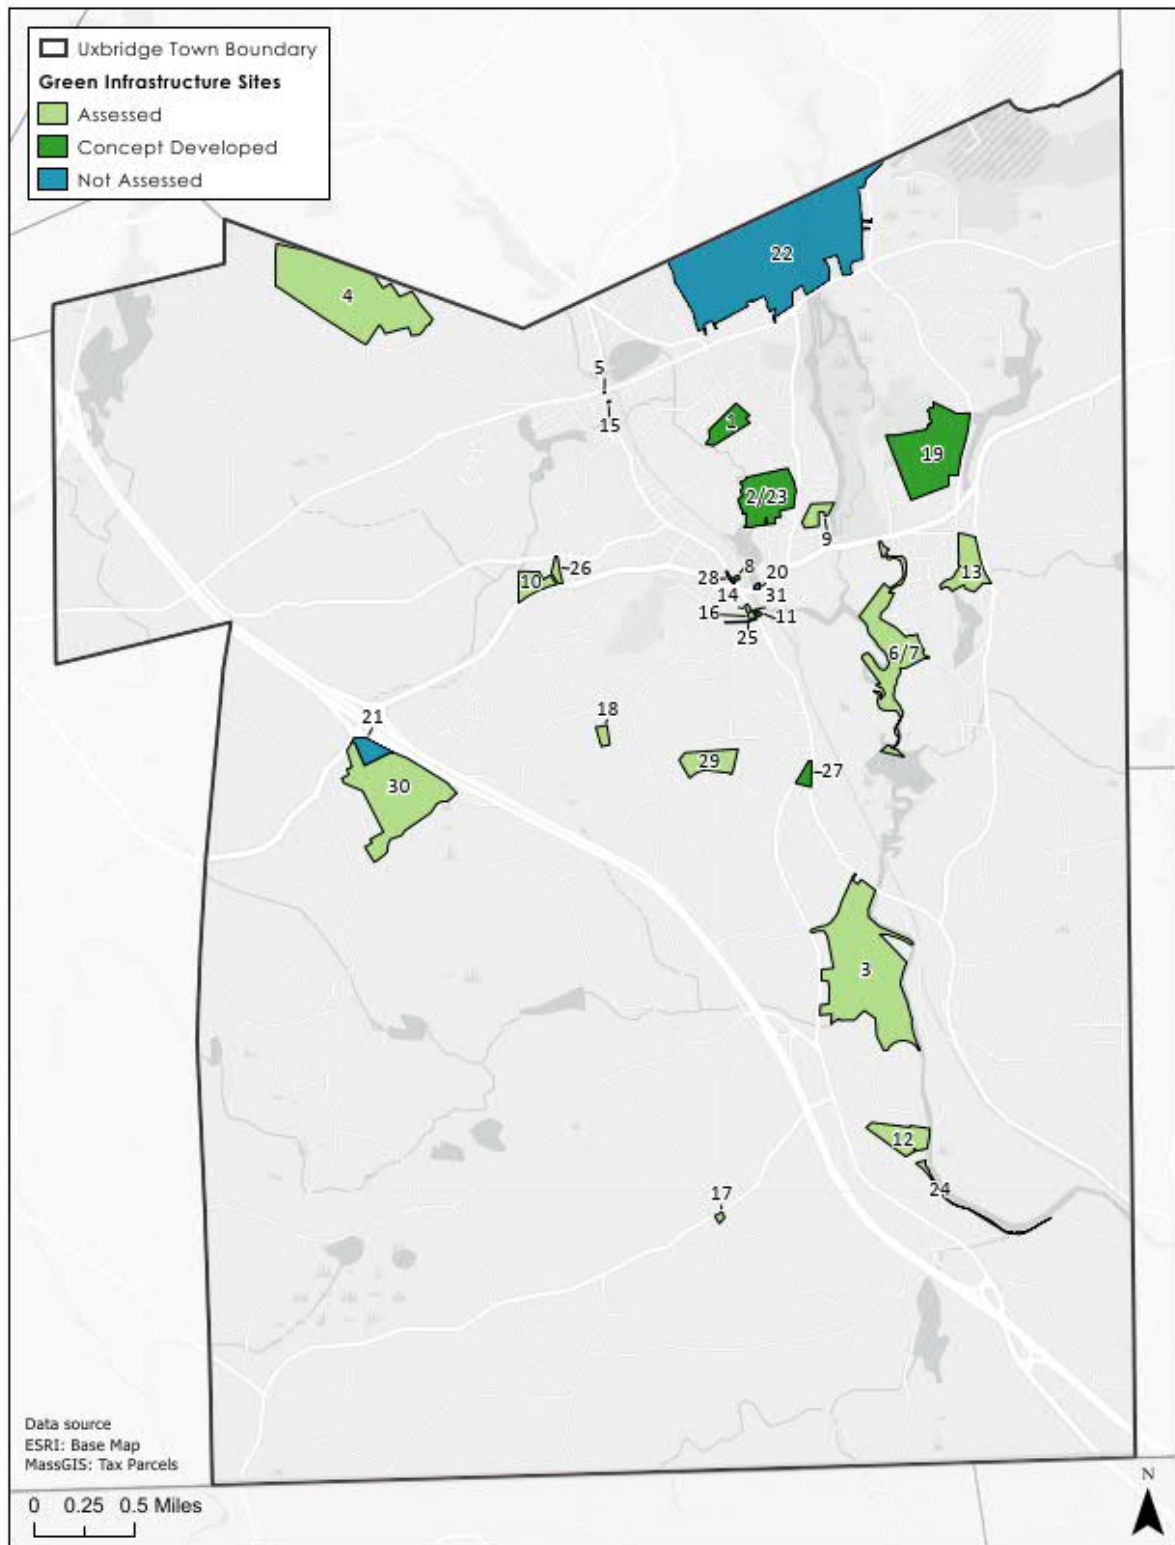 Uxbridge Town Boundary
Green Infrastructure Sites
Assessed
Concept Developed
Not Assessed
22
4
5
15
1
19
2/23
9
26
10
13
28
8
20
14
31
16
11
25
6/7
18
21
29
27
30
3
12
24
17
Data source
ESRI: Base Map
MassGIS: Tax Parcels
0 0.25 0.5 Miles
N